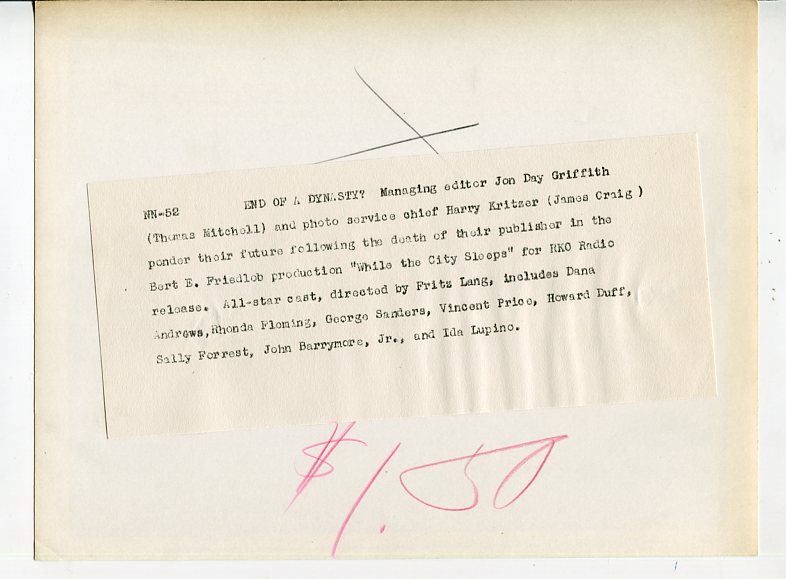 NN-52 END OF A DYNASTY? Managing editor Jon Day Griffith
(Thomas Mitchell) and photo service chief Harry Kritzer (James Craig )
ponder their future following the death of their publisher in the
Bert E. Friedlob production "While the City Sleeps" for RKO Radio
release. All-star cast, directed by Fritz Lang, includes Dana
Andrews, Rhonda Fleming, George Sanders, Vincent Price, Howard Duff,
Sally Forrest, John Barrymore, Jr., and Ida Lupino.
$1.50